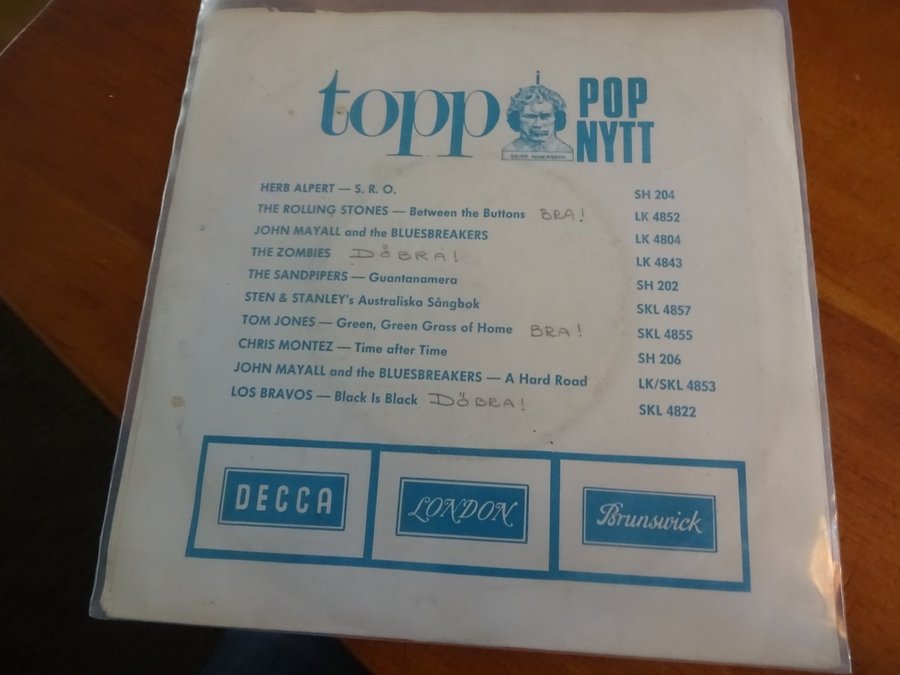 topp POP
NYTT
HERB ALPERT — S. R. O. SH 204
THE ROLLING STONES — Between the Buttons BRA! LK 4852
JOHN MAYALL and the BLUESBREAKERS LK 4804
THE ZOMBIES DÖBRA! LK 4843
THE SANDPIPERS — Guantanamera SH 202
STEN & STANLEY's Australiska Sångbok SKL 4857
TOM JONES — Green, Green Grass of Home BRA! SKL 4855
CHRIS MONTEZ — Time after Time SH 206
JOHN MAYALL and the BLUESBREAKERS — A Hard Road LK/SKL 4853
LOS BRAVOS — Black Is Black DÖBRA! SKL 4822
DECCA LONDON Brunswick